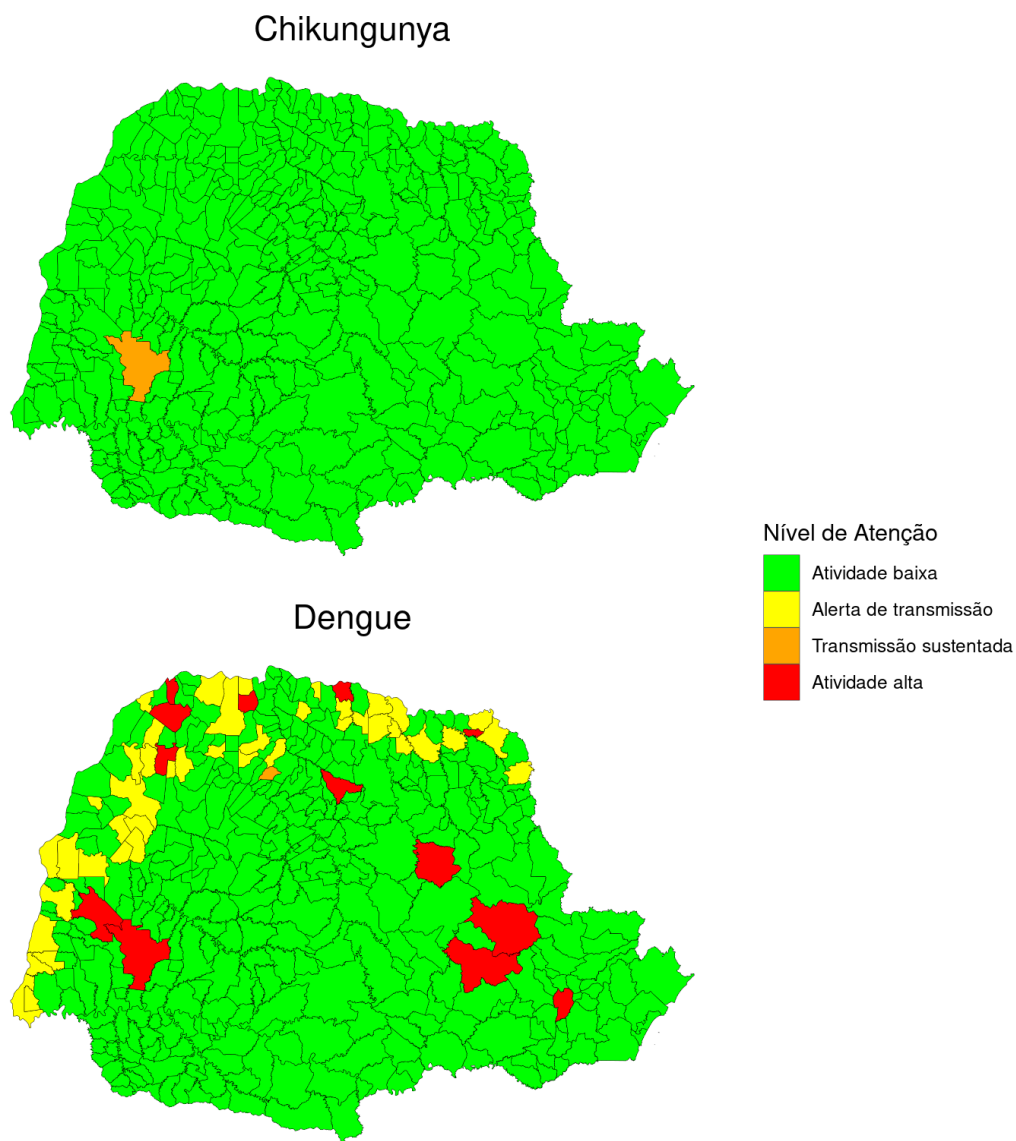 Chikungunya
Nível de Atenção
Atividade baixa
Alerta de transmissão
Transmissão sustentada
Atividade alta
Dengue